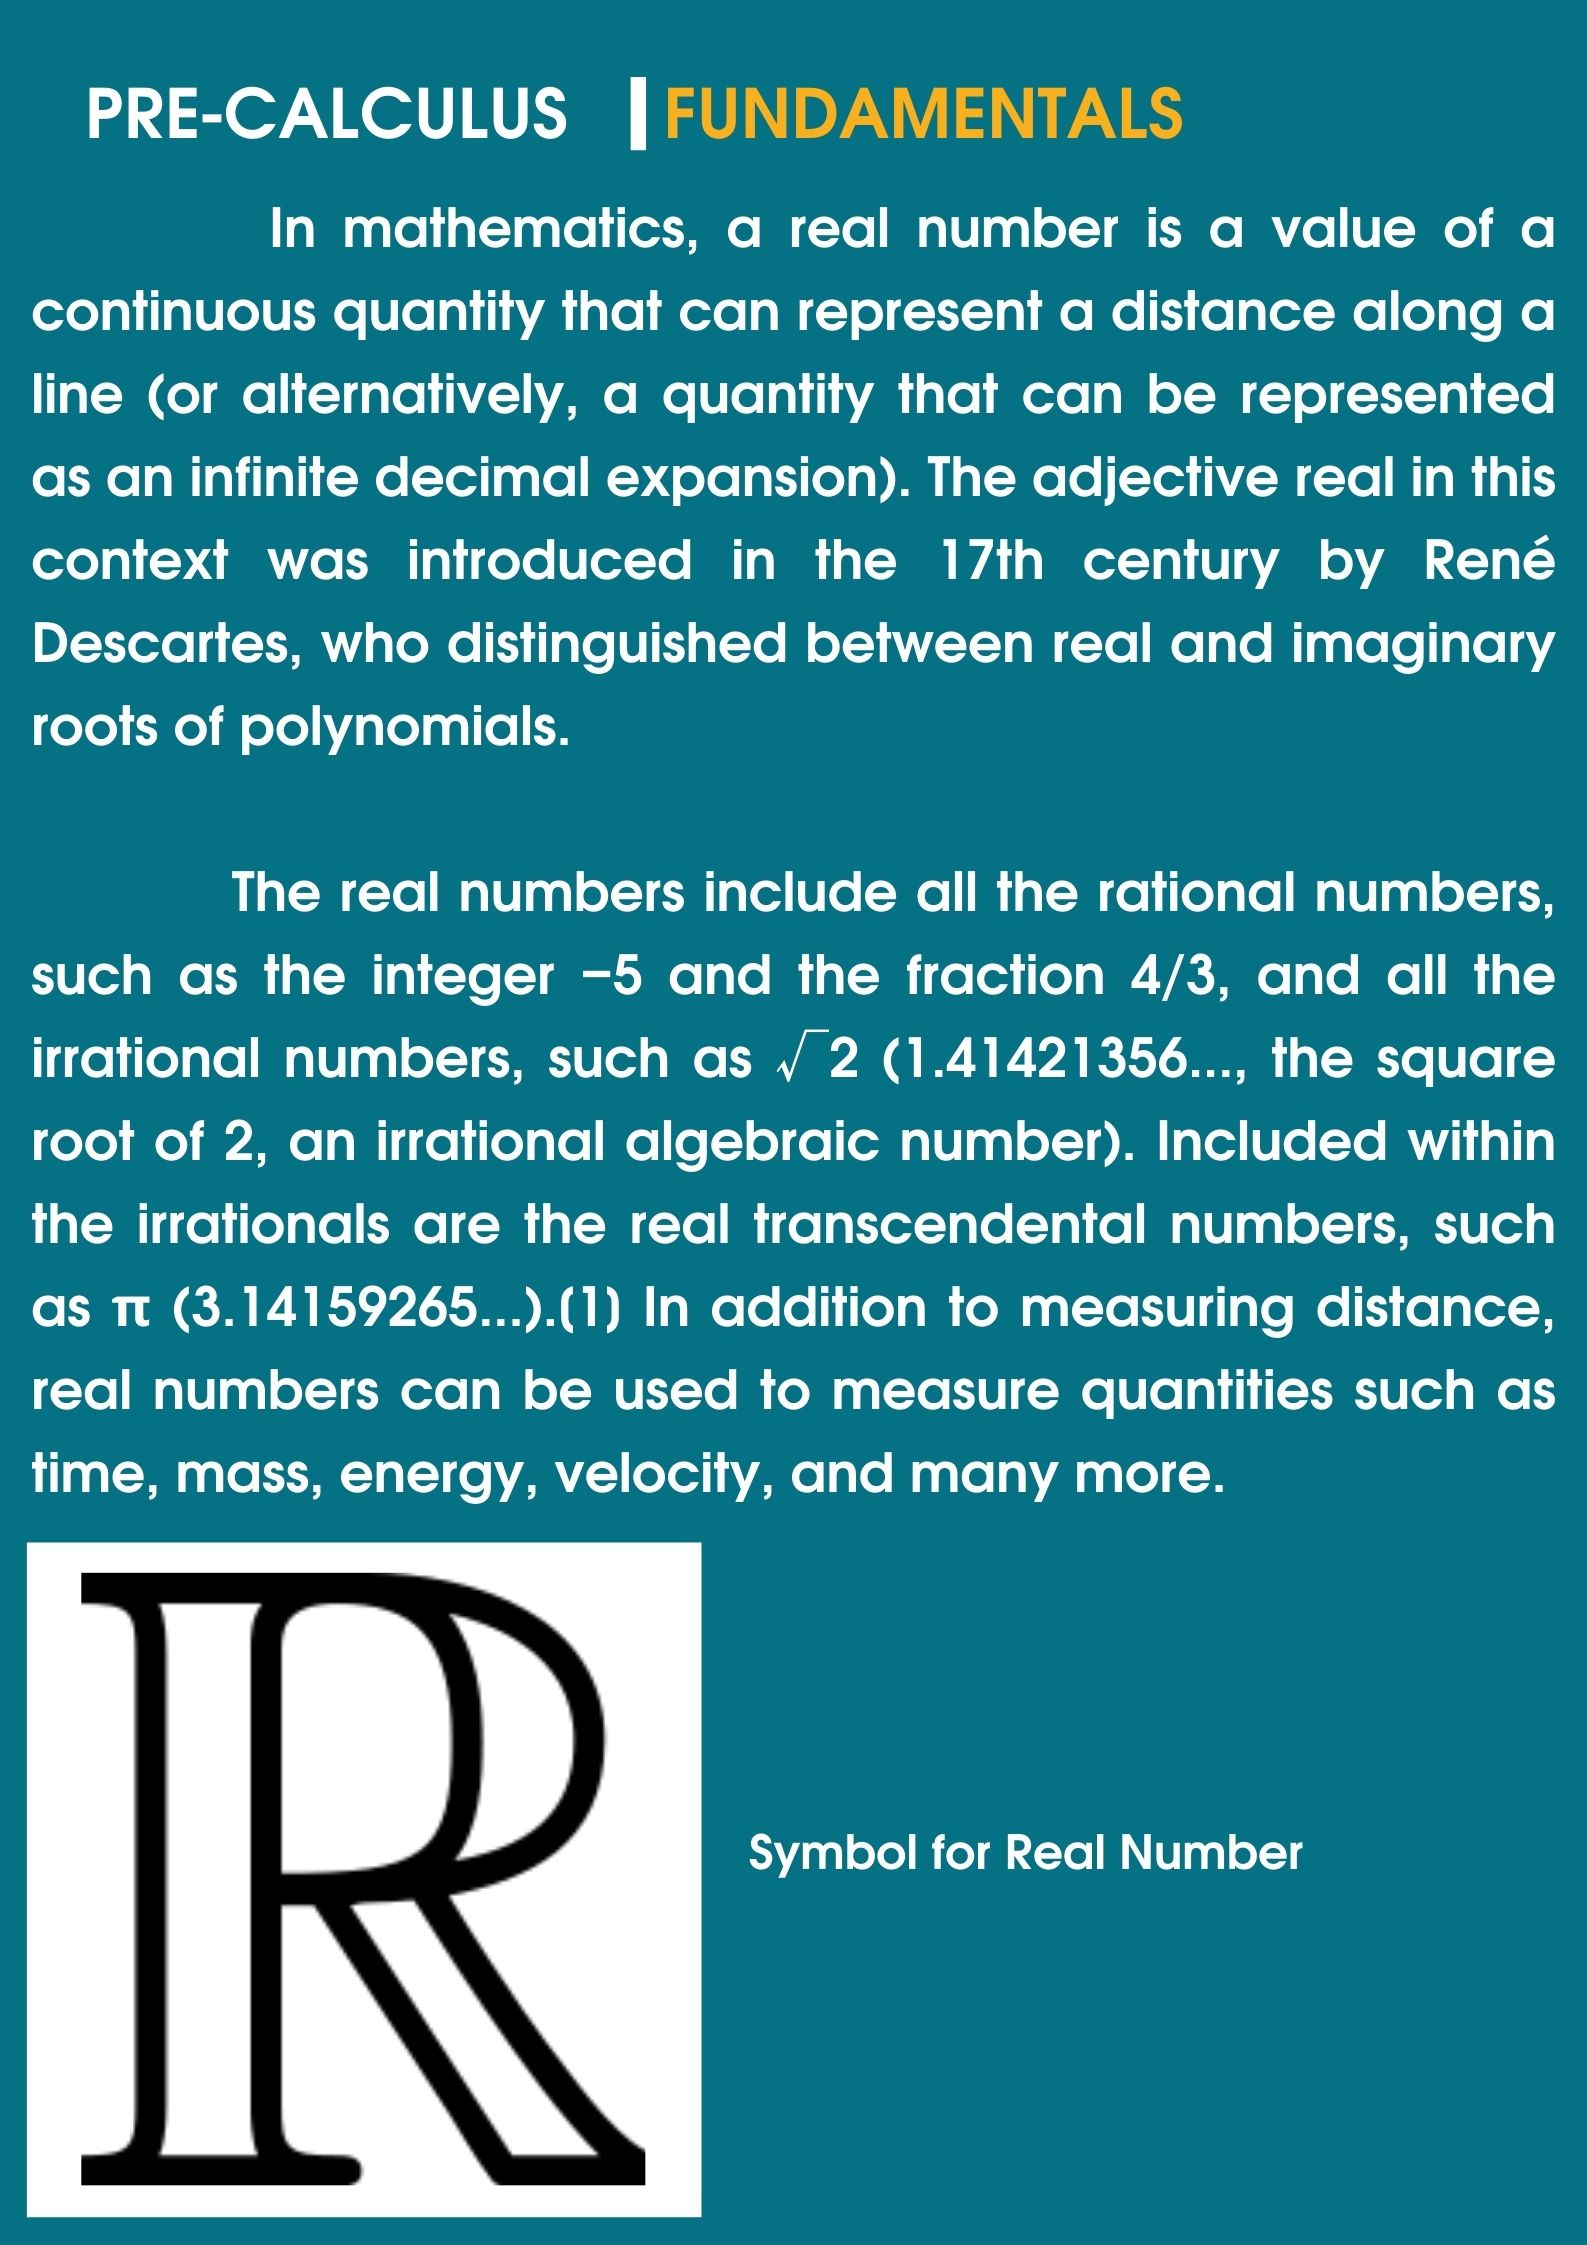 PRE-CALCULUS FUNDAMENTALS
In mathematics, a real number is a value of a
continuous quantity that can represent a distance along a
line (or alternatively, a quantity that can be represented
as an infinite decimal expansion). The adjective real in this
context was introduced in the 17th century by René
Descartes, who distinguished between real and imaginary
roots of polynomials.
The real numbers include all the rational numbers,
such as the integer −5 and the fraction 4/3, and all the
irrational numbers, such as √2 (1.41421356..., the square
root of 2, an irrational algebraic number). Included within
the irrationals are the real transcendental numbers, such
as π (3.14159265...).(1) In addition to measuring distance,
real numbers can be used to measure quantities such as
time, mass, energy, velocity, and many more.
ℝ
Symbol for Real Number